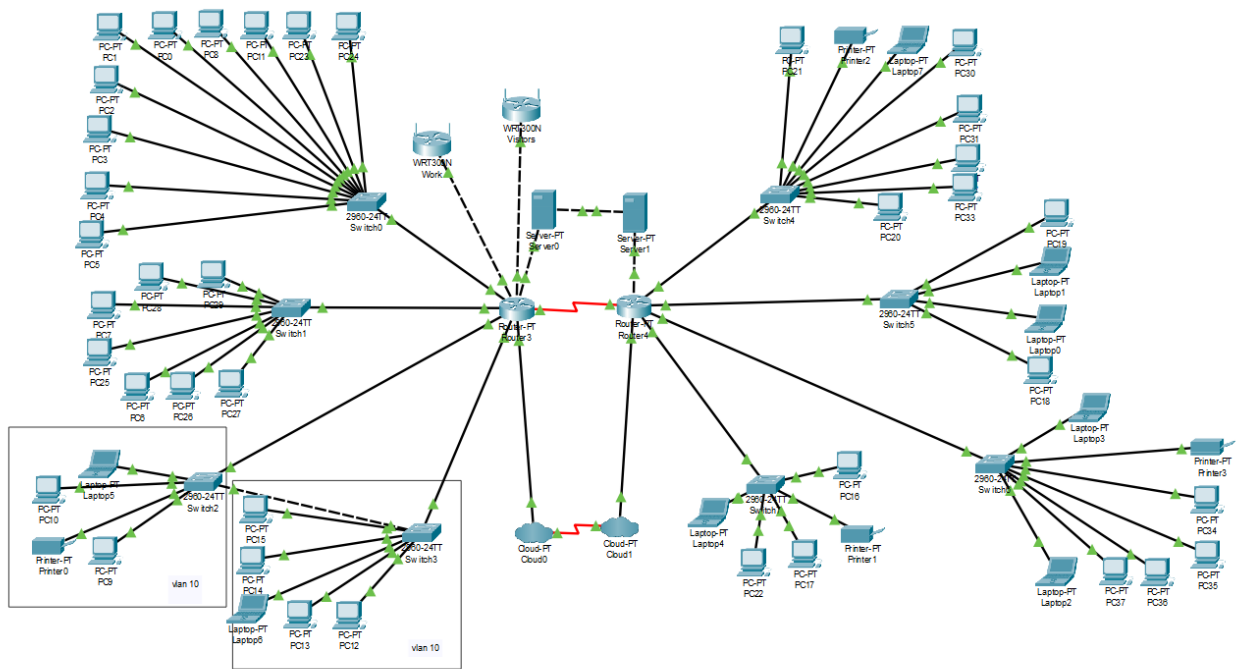 PC-PT
PC1
PC-PT
PC0
PC-PT
PC8
PC-PT
PC11
PC-PT
PC23
PC-PT
PC24
PC-PT
PC2
PC-PT
PC3
PC-PT
PC4
PC-PT
PC5
2960-24TT
Switch0
WRT300N
Work
WRT300N
Visitors
Server-PT
Server0
Server-PT
Server1
PC-PT
PC21
Printer-PT
Printer2
Laptop-PT
Laptop7
PC-PT
PC30
PC-PT
PC31
PC-PT
PC33
PC-PT
PC20
2960-24TT
Switch4
PC-PT
PC19
Laptop-PT
Laptop1
Laptop-PT
Laptop0
PC-PT
PC18
2960-24TT
Switch5
PC-PT
PC28
PC-PT
PC-PT
PC7
PC-PT
PC25
PC-PT
PC6
PC-PT
PC26
PC-PT
PC27
2960-24TT
Switch1
Router-PT
Router3
Router-PT
Router4
Laptop-PT
Laptop5
PC-PT
PC10
Printer-PT
Printer0
PC-PT
PC9
2960-24TT
Switch2
vlan 10
PC-PT
PC15
PC-PT
PC14
Laptop-PT
Laptop6
PC-PT
PC13
PC-PT
PC12
2960-24TT
Switch3
vlan 10
Cloud-PT
Cloud0
Cloud-PT
Cloud1
PC-PT
PC16
Laptop-PT
Laptop4
PC-PT
PC22
PC-PT
PC17
Printer-PT
Printer1
2960-24TT
Laptop-PT
Laptop3
Printer-PT
Printer3
PC-PT
PC34
PC-PT
PC35
PC-PT
PC36
PC-PT
PC37
Laptop-PT
Laptop2
2960-24TT